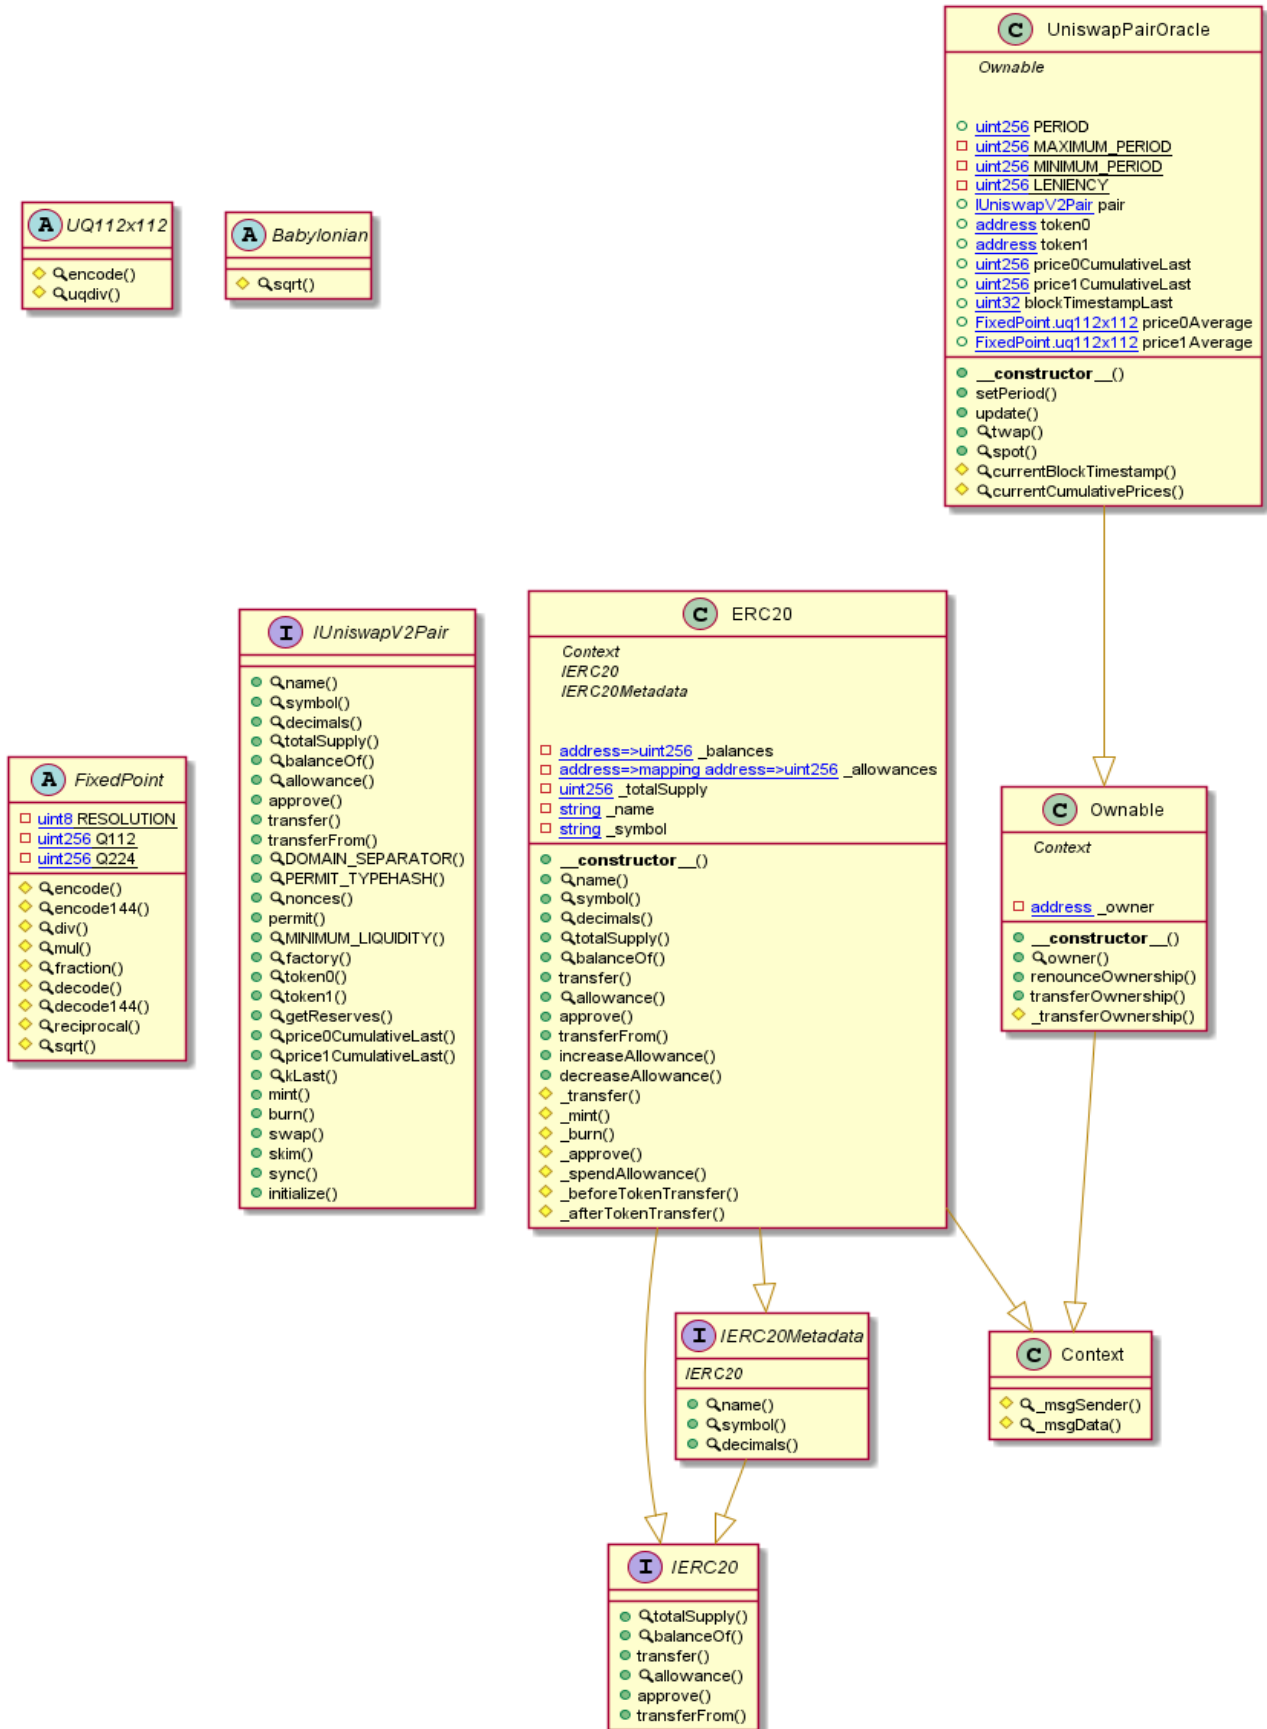 C UniswapPairOracle
Ownable
uint256 PERIOD
uint256 MAXIMUM_PERIOD
uint256 MINIMUM_PERIOD
uint256 LENIENCY
IUniswapV2Pair pair
address token0
address token1
uint256 price0CumulativeLast
uint256 price1CumulativeLast
uint32 blockTimestampLast
FixedPoint.uq112x112 price0Average
FixedPoint.uq112x112 price1Average
__constructor__()
setPeriod()
update()
twap()
spot()
currentBlockTimestamp()
currentCumulativePrices()
A UQ112x112
encode()
uqdiv()
A Babylonian
sqrt()
A FixedPoint
uint8 RESOLUTION
uint256 Q112
uint256 Q224
encode()
encode144()
div()
mul()
fraction()
decode()
decode144()
reciprocal()
sqrt()
I IUniswapV2Pair
name()
symbol()
decimals()
totalSupply()
balanceOf()
allowance()
approve()
transfer()
transferFrom()
DOMAIN_SEPARATOR()
PERMIT_TYPEHASH()
nonces()
permit()
MINIMUM_LIQUIDITY()
factory()
token0()
token1()
getReserves()
price0CumulativeLast()
price1CumulativeLast()
kLast()
mint()
burn()
swap()
skim()
sync()
initialize()
C ERC20
Context
IERC20
IERC20Metadata
address=>uint256 _balances
address=>mapping address=>uint256 _allowances
uint256 _totalSupply
string _name
string _symbol
__constructor__()
name()
symbol()
decimals()
totalSupply()
balanceOf()
transfer()
allowance()
approve()
transferFrom()
increaseAllowance()
decreaseAllowance()
_transfer()
_mint()
_burn()
_approve()
_spendAllowance()
_beforeTokenTransfer()
_afterTokenTransfer()
C Ownable
Context
address _owner
__constructor__()
owner()
renounceOwnership()
transferOwnership()
_transferOwnership()
I IERC20Metadata
IERC20
name()
symbol()
decimals()
C Context
_msgSender()
_msgData()
I IERC20
totalSupply()
balanceOf()
transfer()
allowance()
approve()
transferFrom()